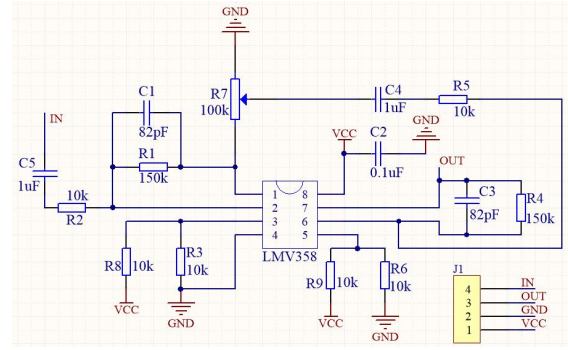 GND
C1
82pF
R7
100k
C4
1uF
R5
10k
IN
VCC
C2
0.1uF
GND
OUT
C5
1uF
R1
150k
10k
R2
1
2
3
4
8
7
6
5
LMV358
C3
82pF
R4
150k
R8
10k
R3
10k
R9
10k
R6
10k
VCC
GND
VCC
GND
J1
4
3
2
1
IN
OUT
GND
VCC